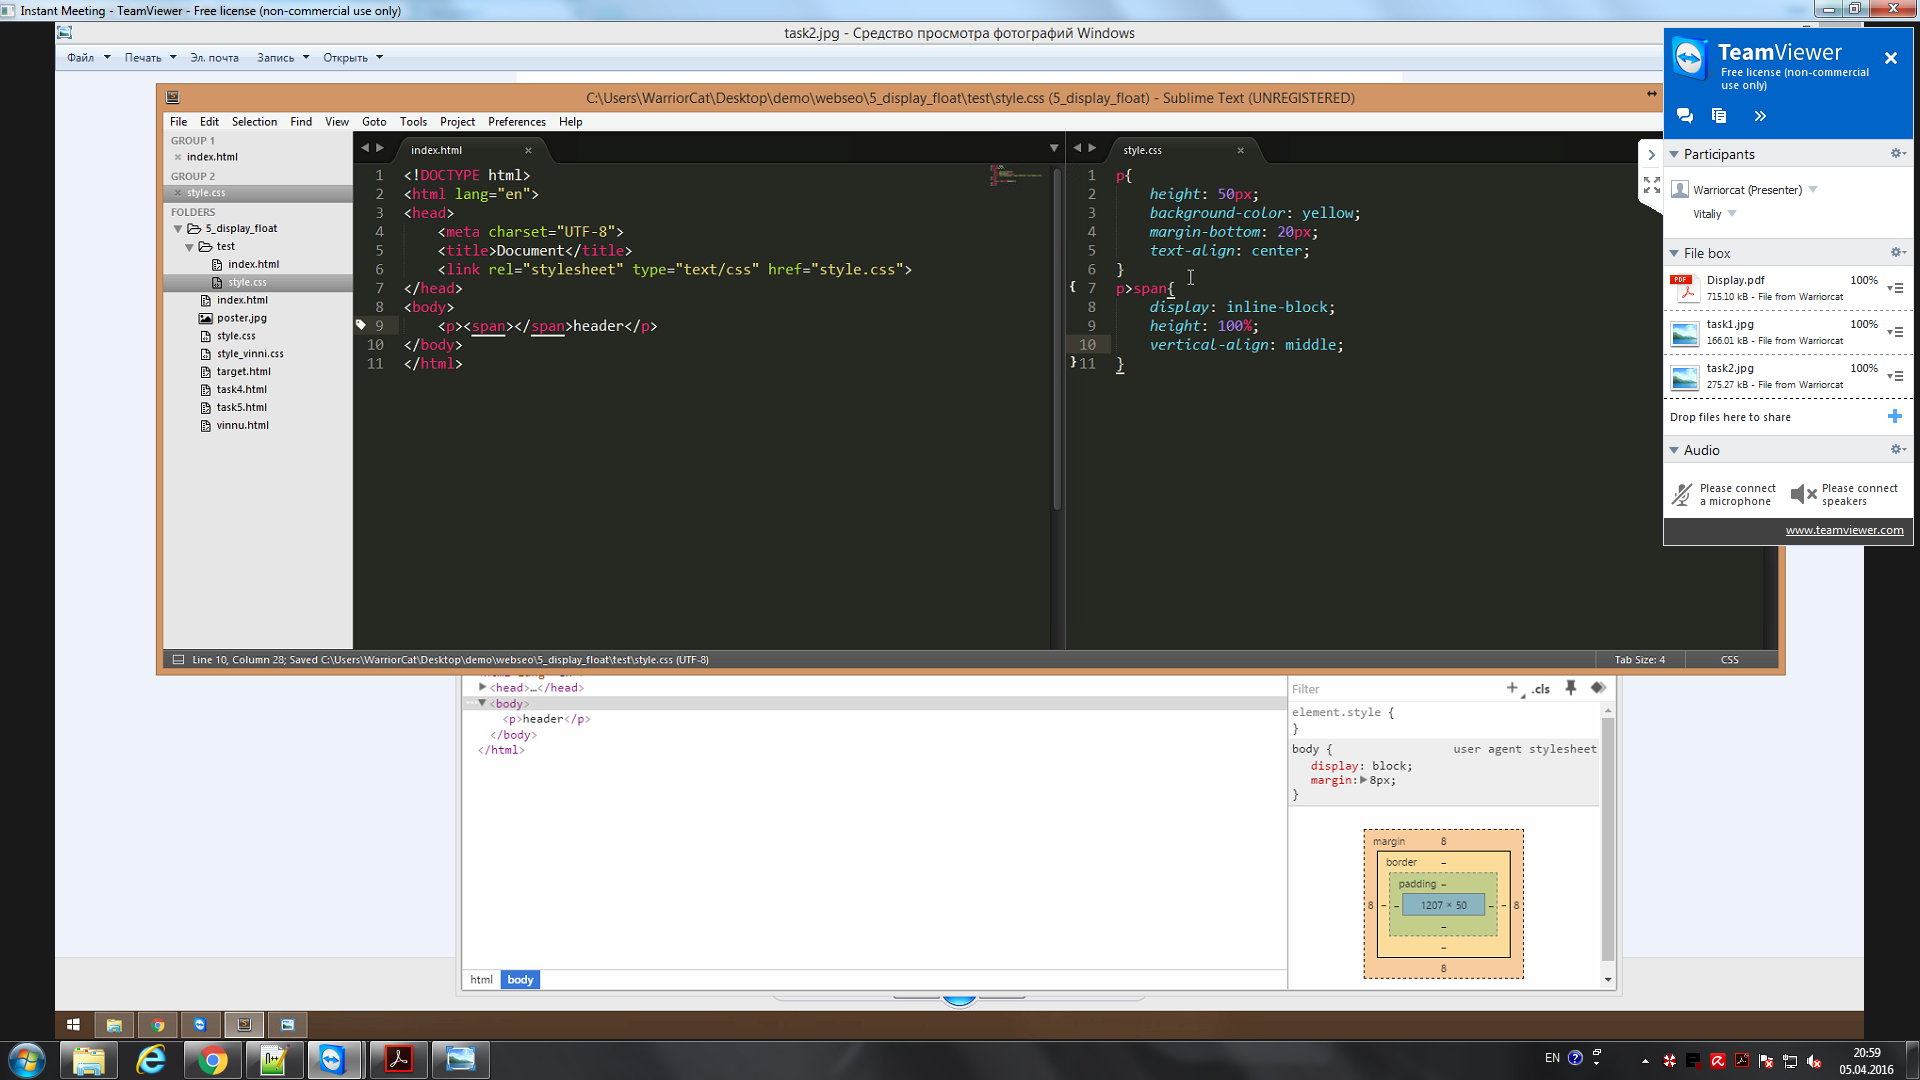 Instant Meeting - TeamViewer - Free license (non-commercial use only)
task2.jpg - Средство просмотра фотографий Windows
Файл Печать Эл. почта Запись Открыть
C:\Users\WarriorCat\Desktop\demo\webseo\5_display_float\test\style.css (5_display_float) - Sublime Text (UNREGISTERED)
File Edit Selection Find View Goto Tools Project Preferences Help
GROUP 1
index.html
GROUP 2
style.css
FOLDERS
5_display_float
test
index.html
style.css
index.html
poster.jpg
style.css
style_vinni.css
target.html
task4.html
task5.html
vinnu.html
index.html
1 <!DOCTYPE html>
2 <html lang="en">
3 <head>
4 <meta charset="UTF-8">
5 <title>Document</title>
6 <link rel="stylesheet" type="text/css" href="style.css">
7 </head>
8 <body>
9 <p><span></span>header</p>
10 </body>
11 </html>
style.css
1 p{
2 height: 50px;
3 background-color: yellow;
4 margin-bottom: 20px;
5 text-align: center;
6 }
7 p>span{
8 display: inline-block;
9 height: 100%;
10 vertical-align: middle;
11 }
Line 10, Column 28; Saved C:\Users\WarriorCat\Desktop\demo\webseo\5_display_float\test\style.css (UTF-8)
Tab Size: 4 CSS
TeamViewer
Free license (non-commercial
use only)
Participants
Warriorcat (Presenter)
Vitaliy
File box
Display.pdf 100%
715.10 kB - File from Warriorcat
task1.jpg 100%
166.01 kB - File from Warriorcat
task2.jpg 100%
275.27 kB - File from Warriorcat
Drop files here to share
Audio
Please connect
a microphone
Please connect
speakers
www.teamviewer.com
<head>…</head>
<body>
<p>header</p>
</body>
</html>
html body
Filter .cls
element.style {
}
body { user agent stylesheet
display: block;
margin: 8px;
}
margin 8
border –
padding –
8 – – 1207 × 50 – – 8
–
–
8
EN
20:59
05.04.2016